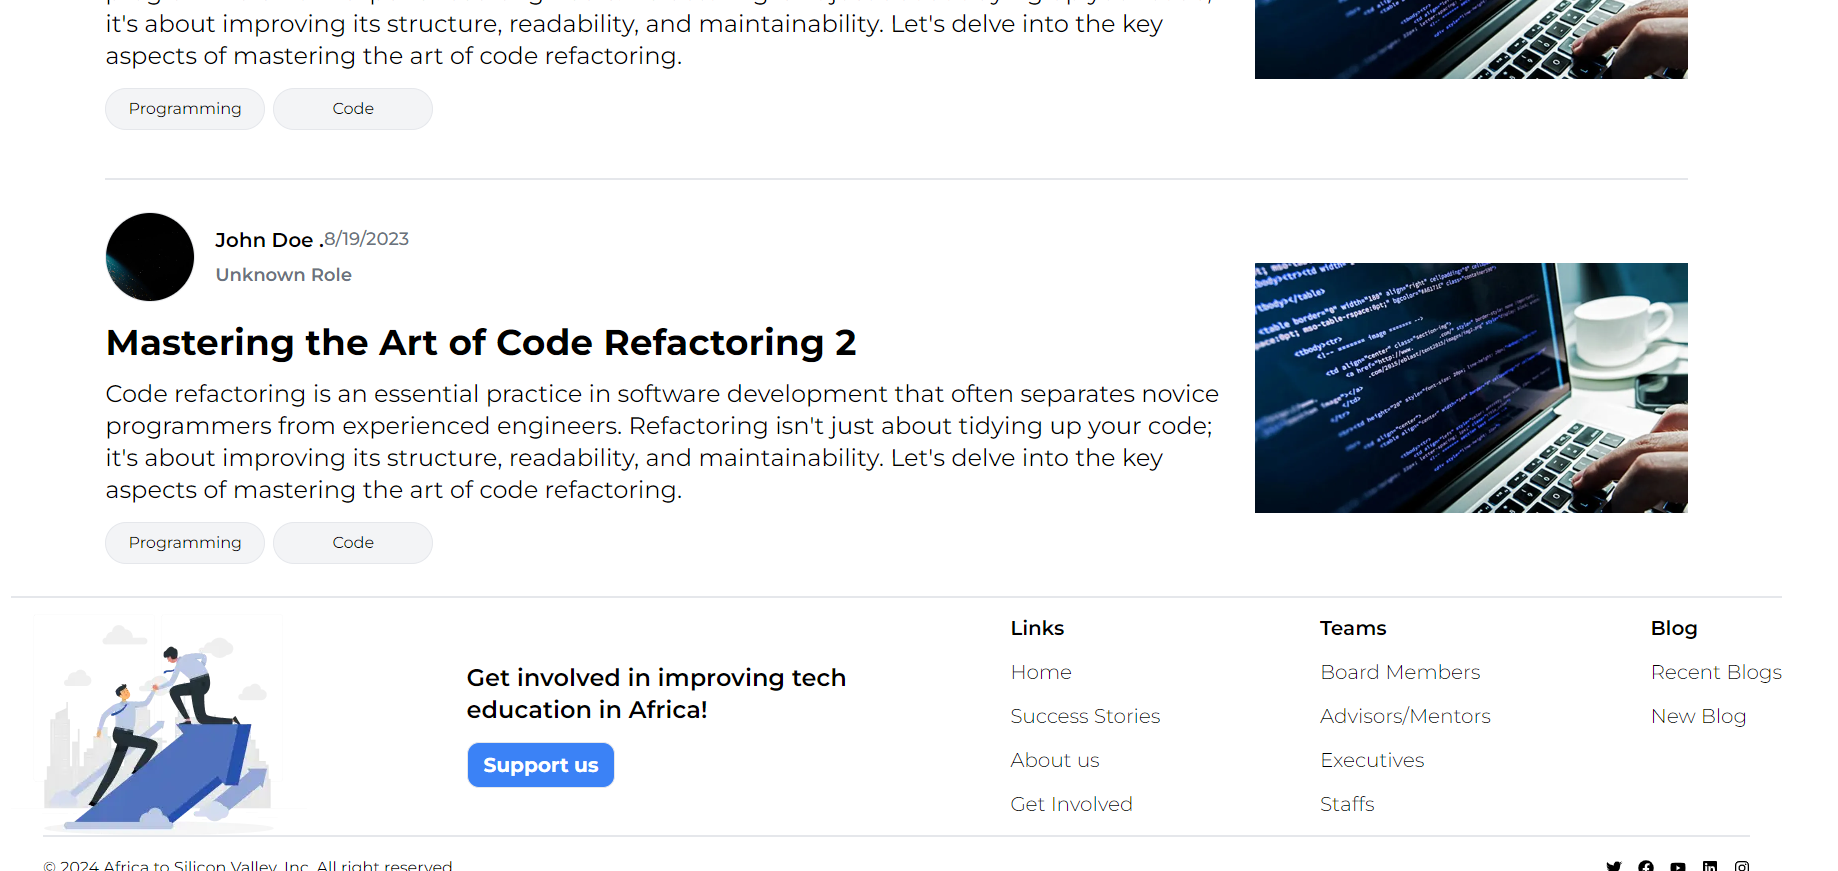 it's about improving its structure, readability, and maintainability. Let's delve into the key
aspects of mastering the art of code refactoring.
Programming
Code
John Doe .8/19/2023
Unknown Role
Mastering the Art of Code Refactoring 2
Code refactoring is an essential practice in software development that often separates novice
programmers from experienced engineers. Refactoring isn't just about tidying up your code;
it's about improving its structure, readability, and maintainability. Let's delve into the key
aspects of mastering the art of code refactoring.
Programming
Code
Get involved in improving tech
education in Africa!
Support us
Links
Home
Success Stories
About us
Get Involved
Teams
Board Members
Advisors/Mentors
Executives
Staffs
Blog
Recent Blogs
New Blog
© 2024 Africa to Silicon Valley, Inc. All right reserved